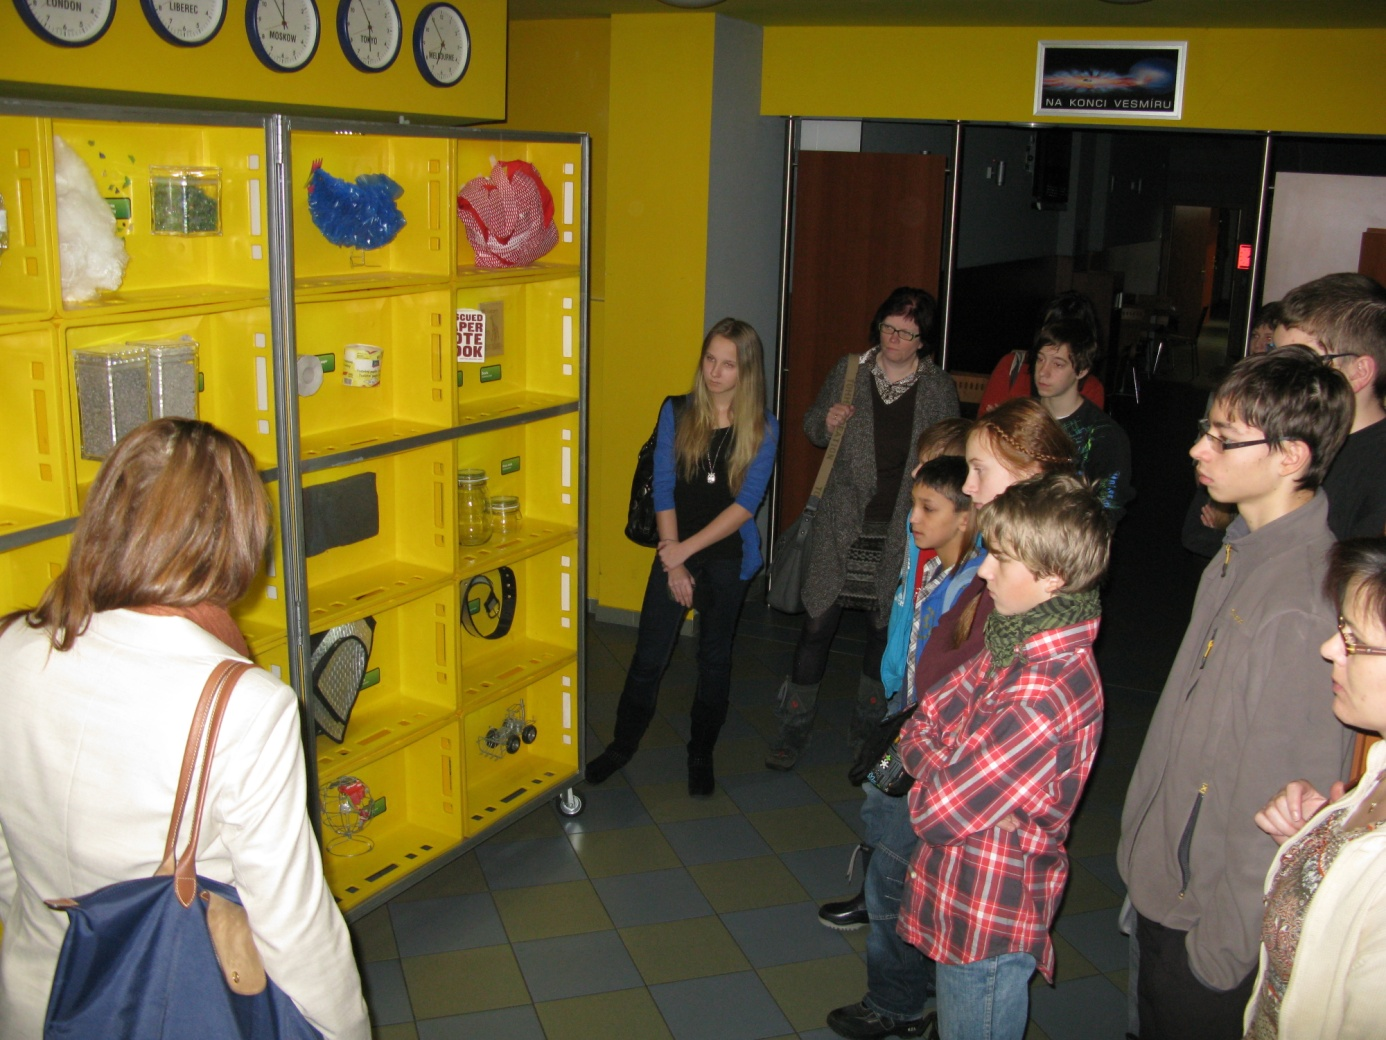 LONDON
LIBEREC
MOSKOW
TOKYO
MELBOURNE
NA KONCI VESMÍRU
SCUED
PER
OTE
OOK